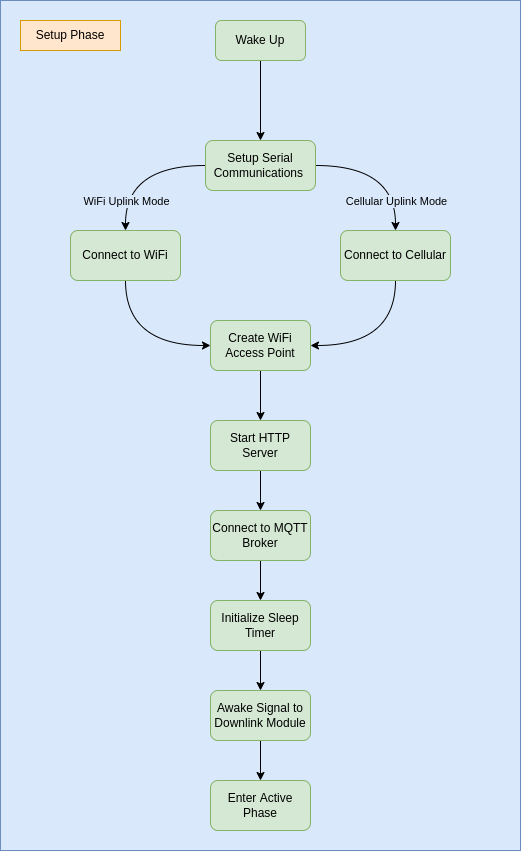 Setup Phase
Wake Up
Setup Serial
Communications
WiFi Uplink Mode
Cellular Uplink Mode
Connect to WiFi
Connect to Cellular
Create WiFi
Access Point
Start HTTP
Server
Connect to MQTT
Broker
Initialize Sleep
Timer
Awake Signal to
Downlink Module
Enter Active
Phase